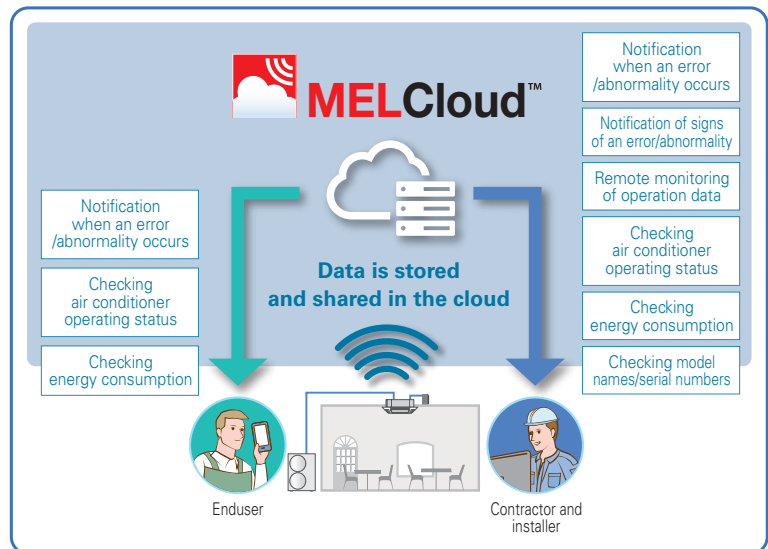 MELCloud™
Notification
when an error
/abnormality occurs
Checking
air conditioner
operating status
Checking
energy consumption
Data is stored
and shared in the cloud
Notification
when an error
/abnormality occurs
Notification of signs
of an error/abnormality
Remote monitoring
of operation data
Checking
air conditioner
operating status
Checking
energy consumption
Checking model
names/serial numbers
Enduser
Contractor and
installer